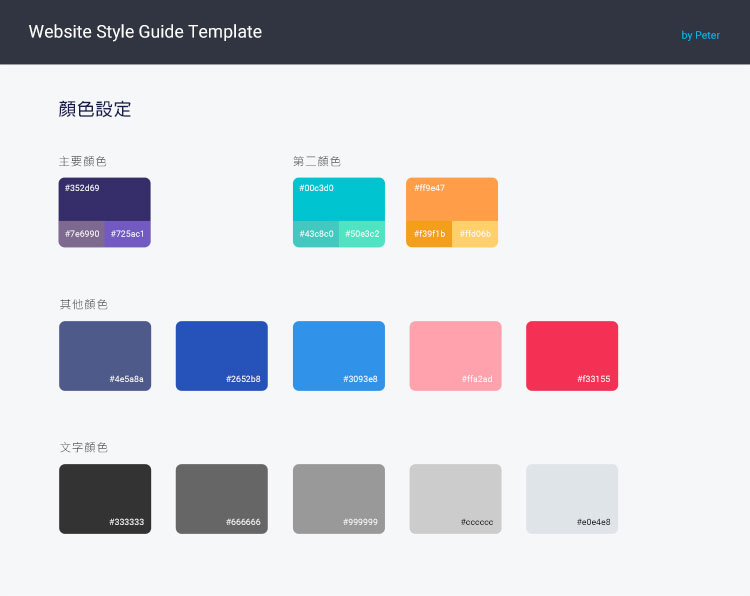 Website Style Guide Template
by Peter
顏色設定
主要顏色
第二顏色
#352d69
#00c3d0
#ff9e47
#7e6990
#725ac1
#43c8c0
#50e3c2
#f39f1b
#ffd06b
其他顏色
#4e5a8a
#2652b8
#3093e8
#ffa2ad
#f33155
文字顏色
#333333
#666666
#999999
#cccccc
#e0e4e8